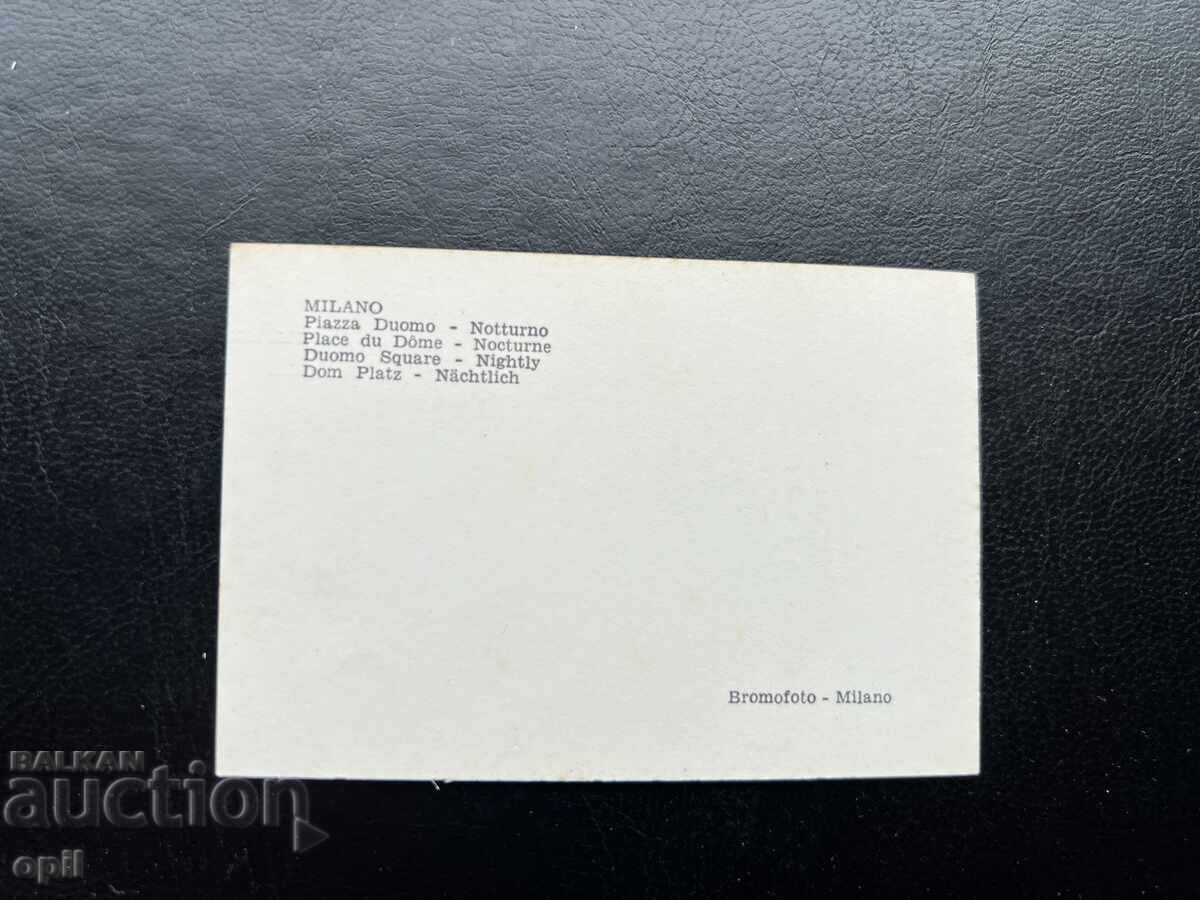 MILANO
Piazza Duomo - Notturno
Place du Dôme - Nocturne
Duomo Square - Nightly
Dom Platz - Nächtlich
Bromofoto - Milano
BALKAN
auction
opil